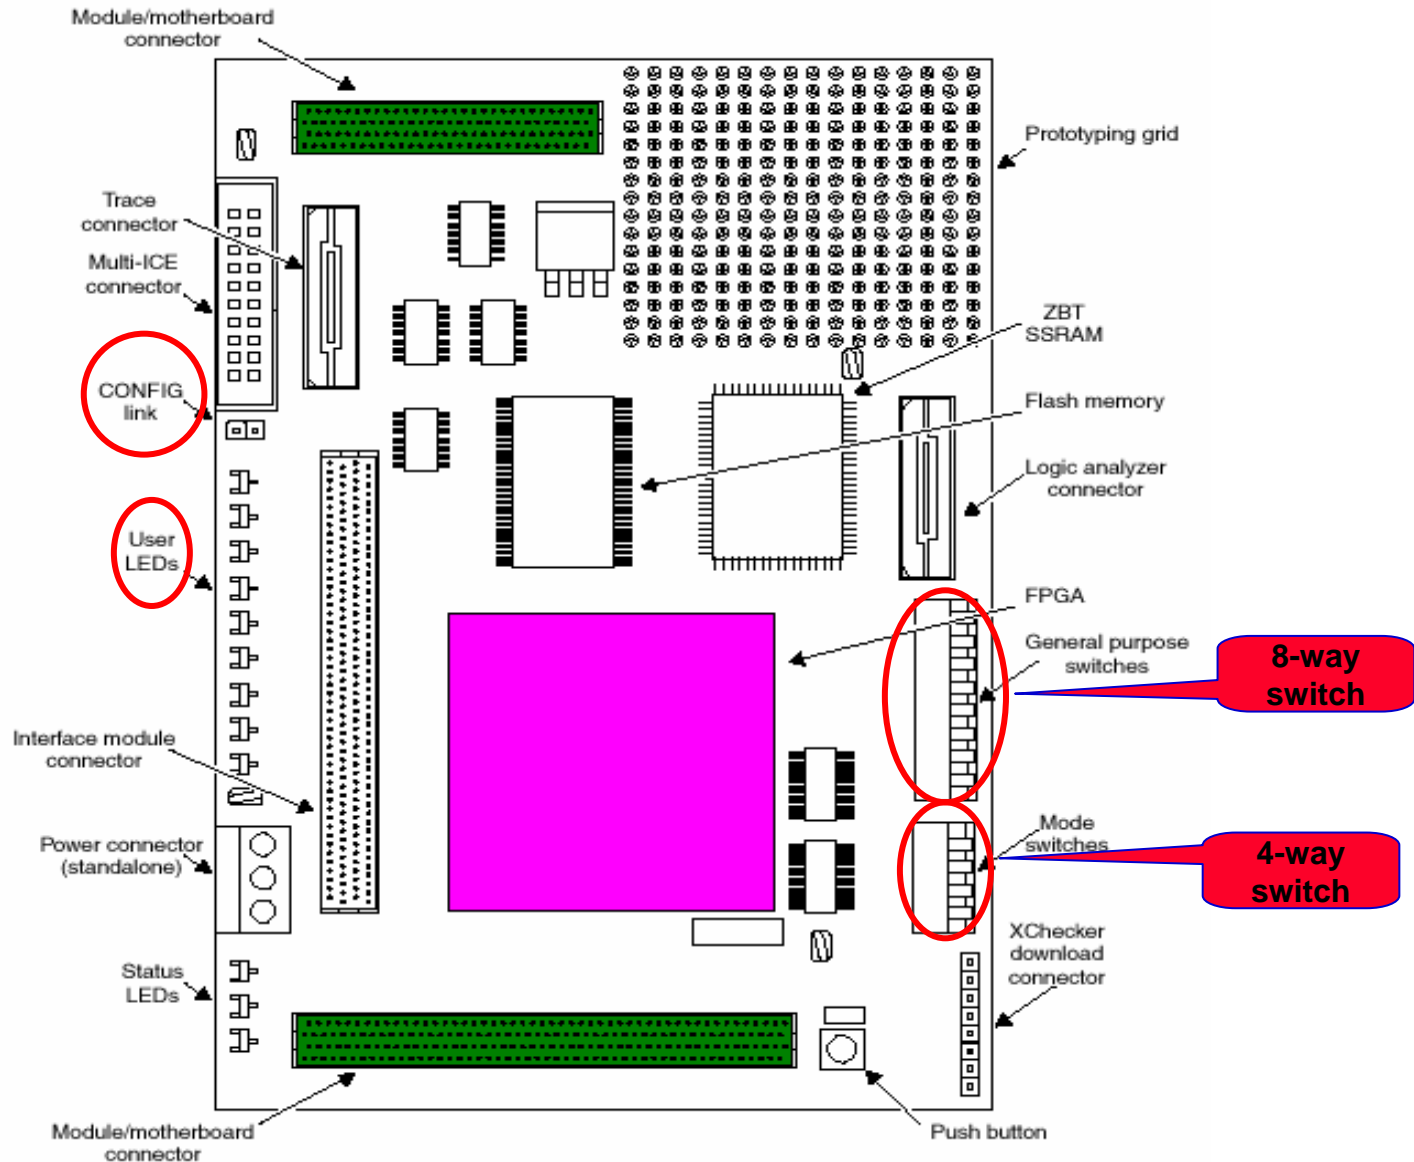 Module/motherboard
connector
Prototyping grid
Trace
connector
Multi-ICE
connector
ZBT
SSRAM
CONFIG
link
Flash memory
Logic analyzer
connector
User
LEDs
FPGA
General purpose
switches
8-way
switch
Interface module
connector
Mode
switches
4-way
switch
Power connector
(standalone)
XChecker
download
connector
Status
LEDs
Module/motherboard
connector
Push button